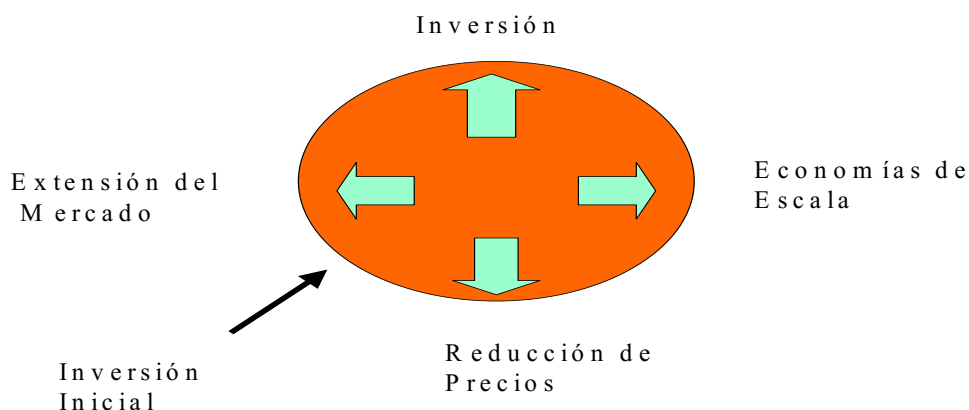 Inversión
Extensión del
Mercado
Economías de
Escala
Reducción de
Precios
Inversión
Inicial